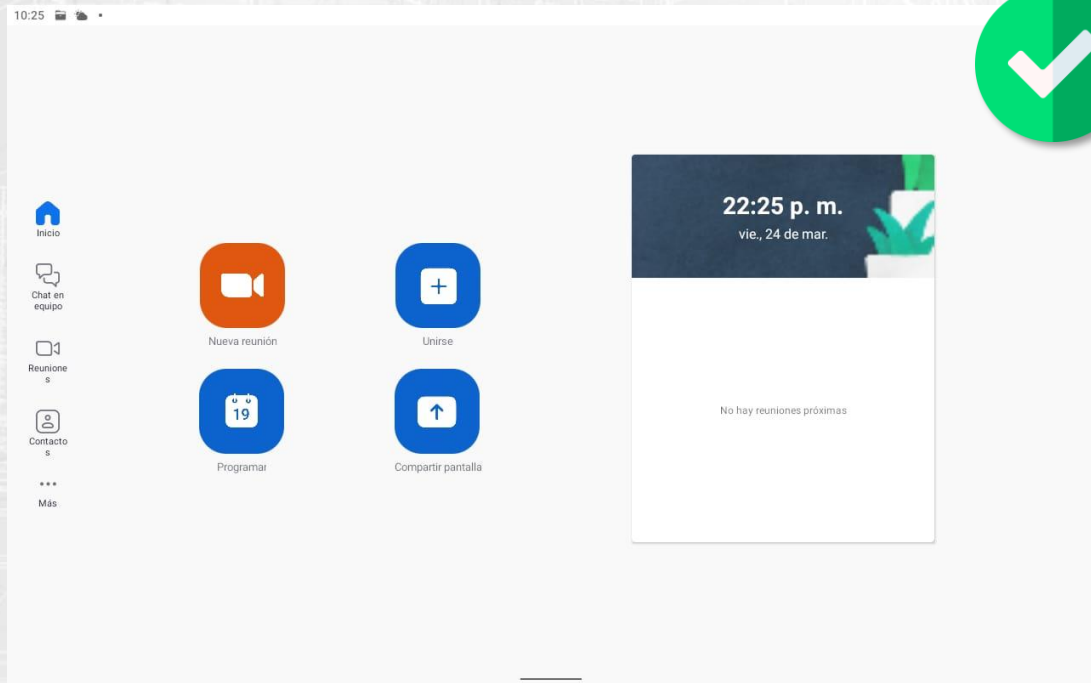 10:25
Inicio
Chat en
equipo
Reunione
s
Contacto
s
Más
Nueva reunión
Unirse
19
Programar
Compartir pantalla
22:25 p. m.
vie., 24 de mar.
No hay reuniones próximas